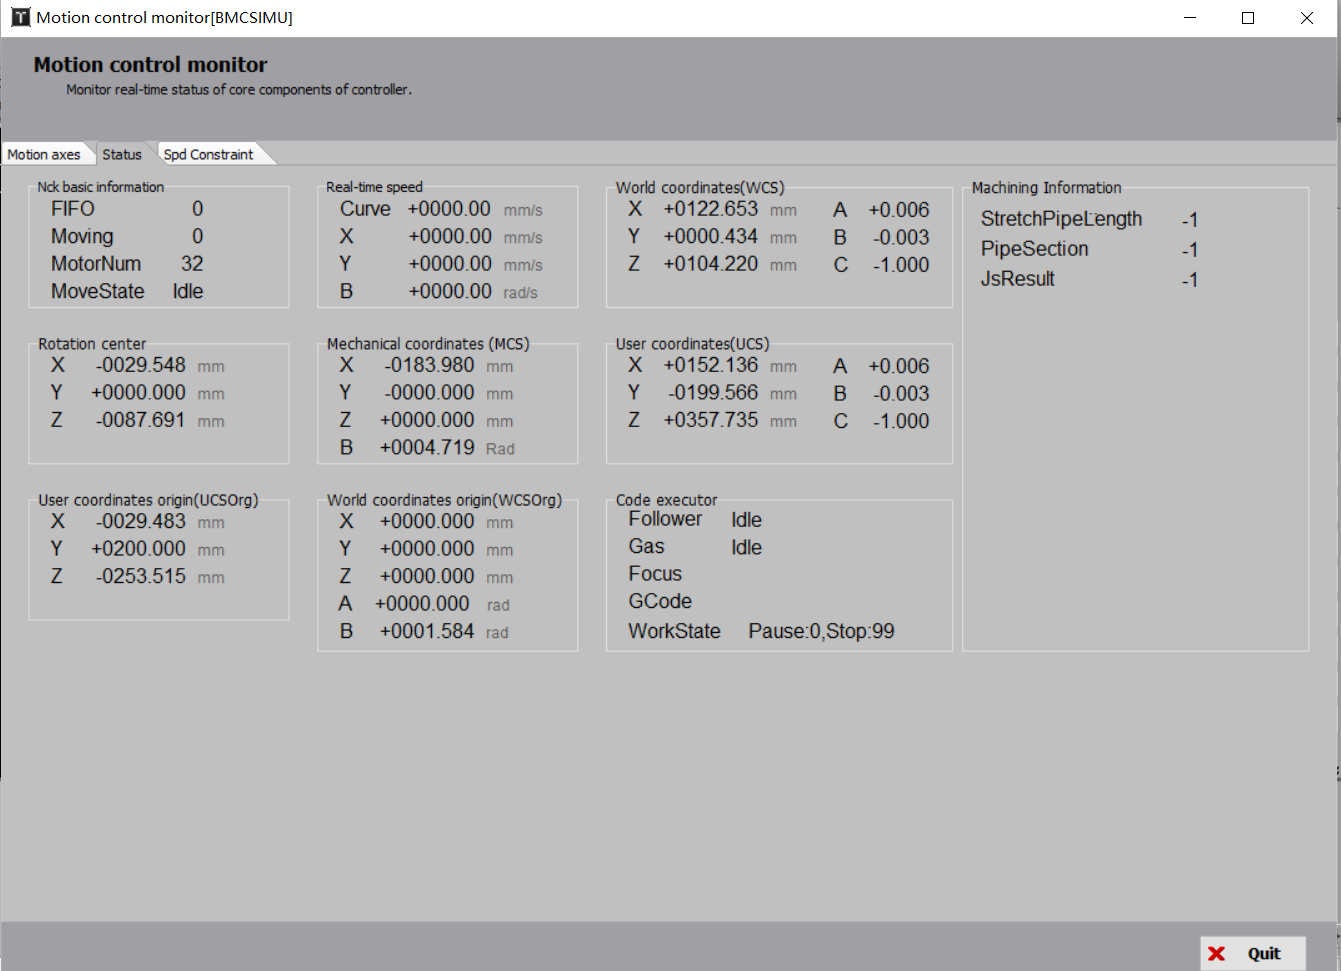 Motion control monitor[BMCSIMU]
Motion control monitor
Monitor real-time status of core components of controller.
Motion axes
Status
Spd Constraint
Nck basic information
FIFO 0
Moving 0
MotorNum 32
MoveState Idle
Real-time speed
Curve +0000.00 mm/s
X +0000.00 mm/s
Y +0000.00 mm/s
B +0000.00 rad/s
World coordinates(WCS)
X +0122.653 mm A +0.006
Y +0000.434 mm B -0.003
Z +0104.220 mm C -1.000
Machining Information
StretchPipeLength -1
PipeSection -1
JsResult -1
Rotation center
X -0029.548 mm
Y +0000.000 mm
Z -0087.691 mm
Mechanical coordinates (MCS)
X -0183.980 mm
Y -0000.000 mm
Z +0000.000 mm
B +0004.719 Rad
User coordinates(UCS)
X +0152.136 mm A +0.006
Y -0199.566 mm B -0.003
Z +0357.735 mm C -1.000
User coordinates origin(UCSOrg)
X -0029.483 mm
Y +0200.000 mm
Z -0253.515 mm
World coordinates origin(WCSOrg)
X +0000.000 mm
Y +0000.000 mm
Z +0000.000 mm
A +0000.000 rad
B +0001.584 rad
Code executor
Follower Idle
Gas Idle
Focus
GCode
WorkState Pause:0,Stop:99
Quit